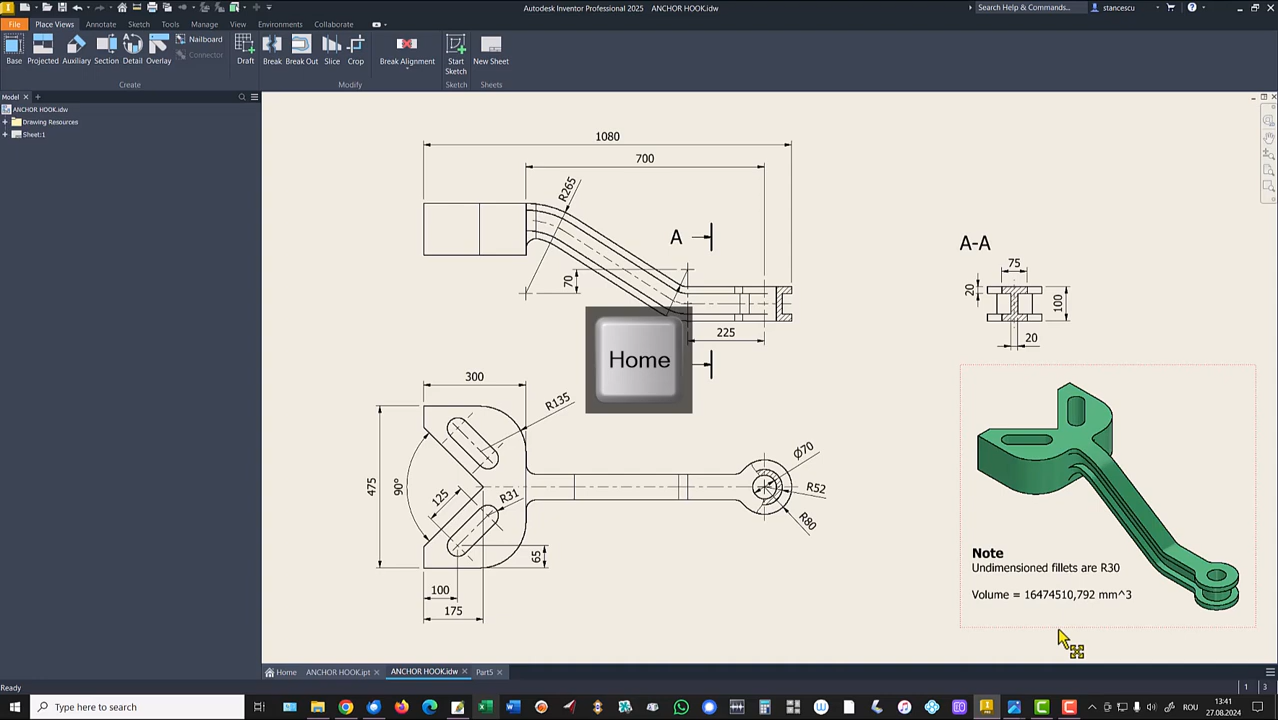 Autodesk Inventor Professional 2025 ANCHOR HOOK.idw
Search Help & Commands...
stancescu
File
Place Views
Annotate
Sketch
Tools
Manage
View
Environments
Collaborate
Base
Projected
Auxiliary
Section
Detail
Overlay
Nailboard
Connector
Draft
Break
Break Out
Slice
Crop
Break Alignment
Start
Sketch
New Sheet
Create
Modify
Sketch
Sheets
Model
ANCHOR HOOK.idw
Drawing Resources
Sheet:1
1080
700
R265
A
70
225
Home
A-A
75
20
100
20
300
R135
475
90°
125
R31
65
100
175
Ø70
R52
R80
Note
Undimensioned fillets are R30
Volume = 16474510,792 mm^3
Home
ANCHOR HOOK.ipt
ANCHOR HOOK.idw
Part5
Ready
1
3
Type here to search
ROU
13:41
27.08.2024